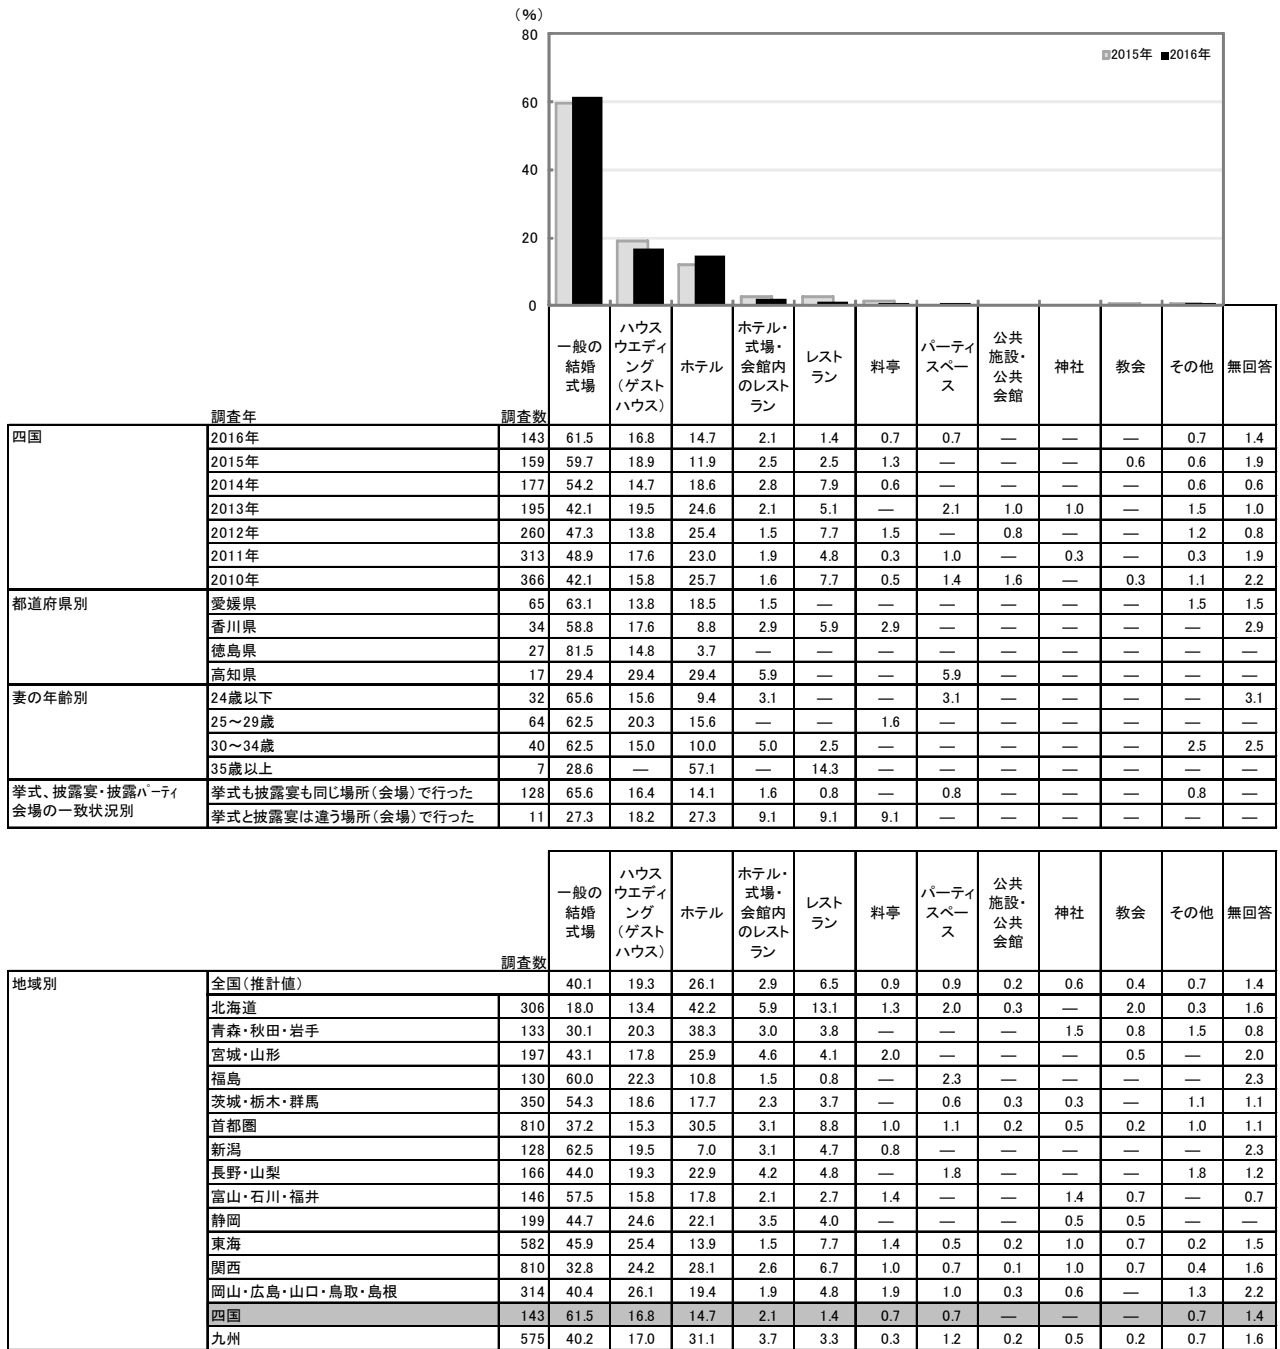 (%)
80
60
40
20
0
2015年 2016年
調査年 調査数 一般の結婚式場 ハウスウエディング(ゲストハウス) ホテル ホテル・式場・会館内のレストラン レストラン 料亭 パーティスペース 公共施設・公共会館 神社 教会 その他 無回答
四国 2016年 143 61.5 16.8 14.7 2.1 1.4 0.7 0.7 — — — 0.7 1.4
2015年 159 59.7 18.9 11.9 2.5 2.5 1.3 — — — 0.6 0.6 1.9
2014年 177 54.2 14.7 18.6 2.8 7.9 0.6 — — — — 0.6 0.6
2013年 195 42.1 19.5 24.6 2.1 5.1 — 2.1 1.0 1.0 — 1.5 1.0
2012年 260 47.3 13.8 25.4 1.5 7.7 1.5 — 0.8 — — 1.2 0.8
2011年 313 48.9 17.6 23.0 1.9 4.8 0.3 1.0 — 0.3 — 0.3 1.9
2010年 366 42.1 15.8 25.7 1.6 7.7 0.5 1.4 1.6 — 0.3 1.1 2.2
都道府県別 愛媛県 65 63.1 13.8 18.5 1.5 — — — — — — 1.5 1.5
香川県 34 58.8 17.6 8.8 2.9 5.9 2.9 — — — — — 2.9
徳島県 27 81.5 14.8 3.7 — — — — — — — — —
高知県 17 29.4 29.4 29.4 5.9 — — 5.9 — — — — —
妻の年齢別 24歳以下 32 65.6 15.6 9.4 3.1 — — 3.1 — — — — 3.1
25～29歳 64 62.5 20.3 15.6 — — 1.6 — — — — — —
30～34歳 40 62.5 15.0 10.0 5.0 2.5 — — — — — 2.5 2.5
35歳以上 7 28.6 — 57.1 — 14.3 — — — — — — —
挙式、披露宴・披露パーティ会場の一致状況別 挙式も披露宴も同じ場所(会場)で行った 128 65.6 16.4 14.1 1.6 0.8 — 0.8 — — — 0.8 —
挙式と披露宴は違う場所(会場)で行った 11 27.3 18.2 27.3 9.1 9.1 9.1 — — — — — —
調査数 一般の結婚式場 ハウスウエディング(ゲストハウス) ホテル ホテル・式場・会館内のレストラン レストラン 料亭 パーティスペース 公共施設・公共会館 神社 教会 その他 無回答
地域別 全国(推計値) 40.1 19.3 26.1 2.9 6.5 0.9 0.9 0.2 0.6 0.4 0.7 1.4
北海道 306 18.0 13.4 42.2 5.9 13.1 1.3 2.0 0.3 — 2.0 0.3 1.6
青森・秋田・岩手 133 30.1 20.3 38.3 3.0 3.8 — — — 1.5 0.8 1.5 0.8
宮城・山形 197 43.1 17.8 25.9 4.6 4.1 2.0 — — — 0.5 — 2.0
福島 130 60.0 22.3 10.8 1.5 0.8 — 2.3 — — — — 2.3
茨城・栃木・群馬 350 54.3 18.6 17.7 2.3 3.7 — 0.6 0.3 0.3 — 1.1 1.1
首都圏 810 37.2 15.3 30.5 3.1 8.8 1.0 1.1 0.2 0.5 0.2 1.0 1.1
新潟 128 62.5 19.5 7.0 3.1 4.7 0.8 — — — — — 2.3
長野・山梨 166 44.0 19.3 22.9 4.2 4.8 — 1.8 — — — 1.8 1.2
富山・石川・福井 146 57.5 15.8 17.8 2.1 2.7 1.4 — — 1.4 0.7 — 0.7
静岡 199 44.7 24.6 22.1 3.5 4.0 — — — 0.5 0.5 — —
東海 582 45.9 25.4 13.9 1.5 7.7 1.4 0.5 0.2 1.0 0.7 0.2 1.5
関西 810 32.8 24.2 28.1 2.6 6.7 1.0 0.7 0.1 1.0 0.7 0.4 1.6
岡山・広島・山口・鳥取・島根 314 40.4 26.1 19.4 1.9 4.8 1.9 1.0 0.3 0.6 — 1.3 2.2
四国 143 61.5 16.8 14.7 2.1 1.4 0.7 0.7 — — — 0.7 1.4
九州 575 40.2 17.0 31.1 3.7 3.3 0.3 1.2 0.2 0.5 0.2 0.7 1.6